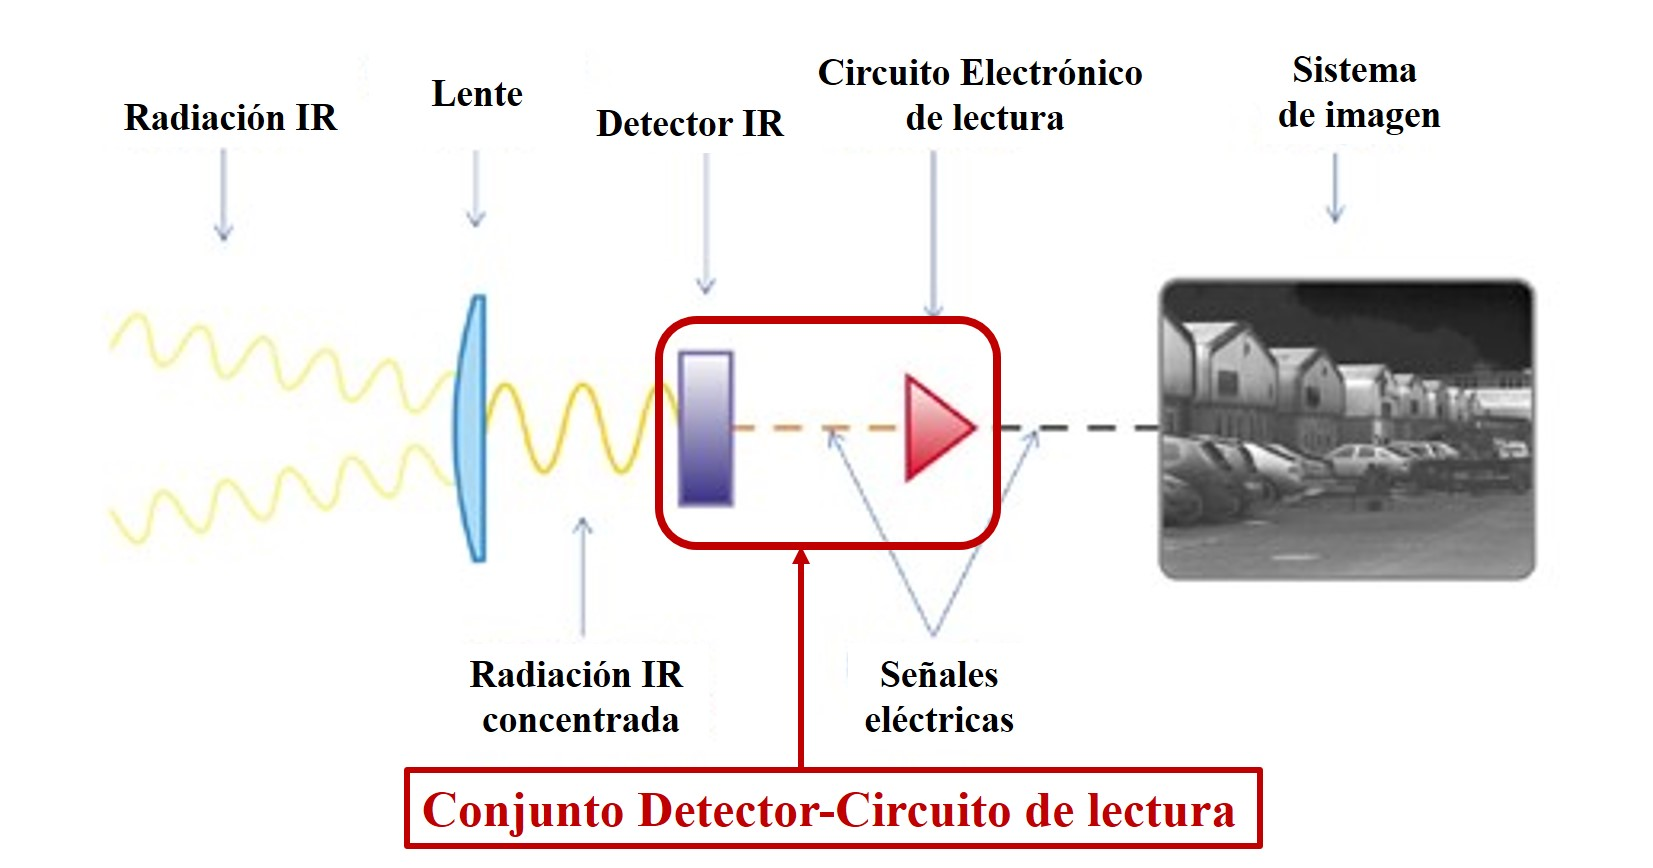 Radiación IR
Lente
Detector IR
Circuito Electrónico
de lectura
Sistema
de imagen
Radiación IR
concentrada
Señales
eléctricas
Conjunto Detector-Circuito de lectura